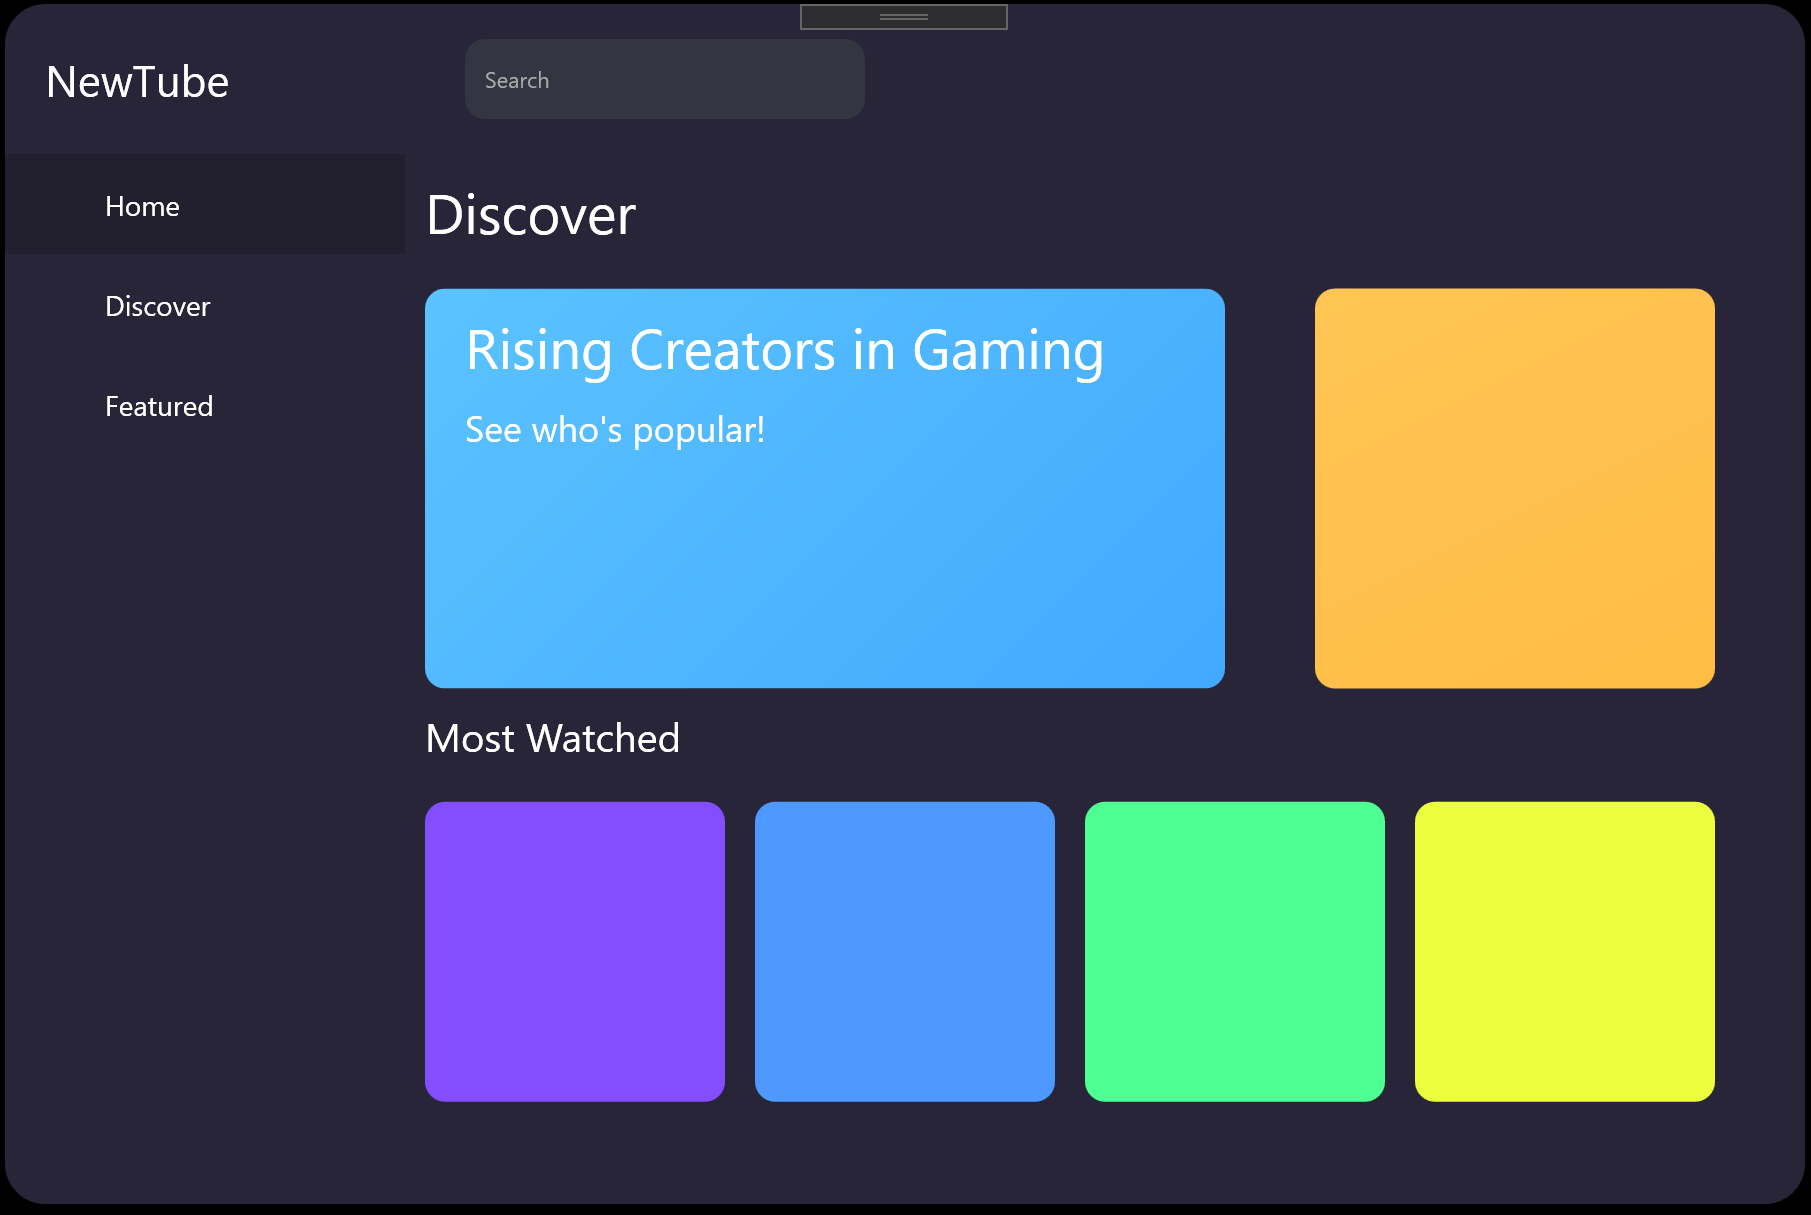 NewTube
Search
Home
Discover
Featured
Discover
Rising Creators in Gaming
See who's popular!
Most Watched